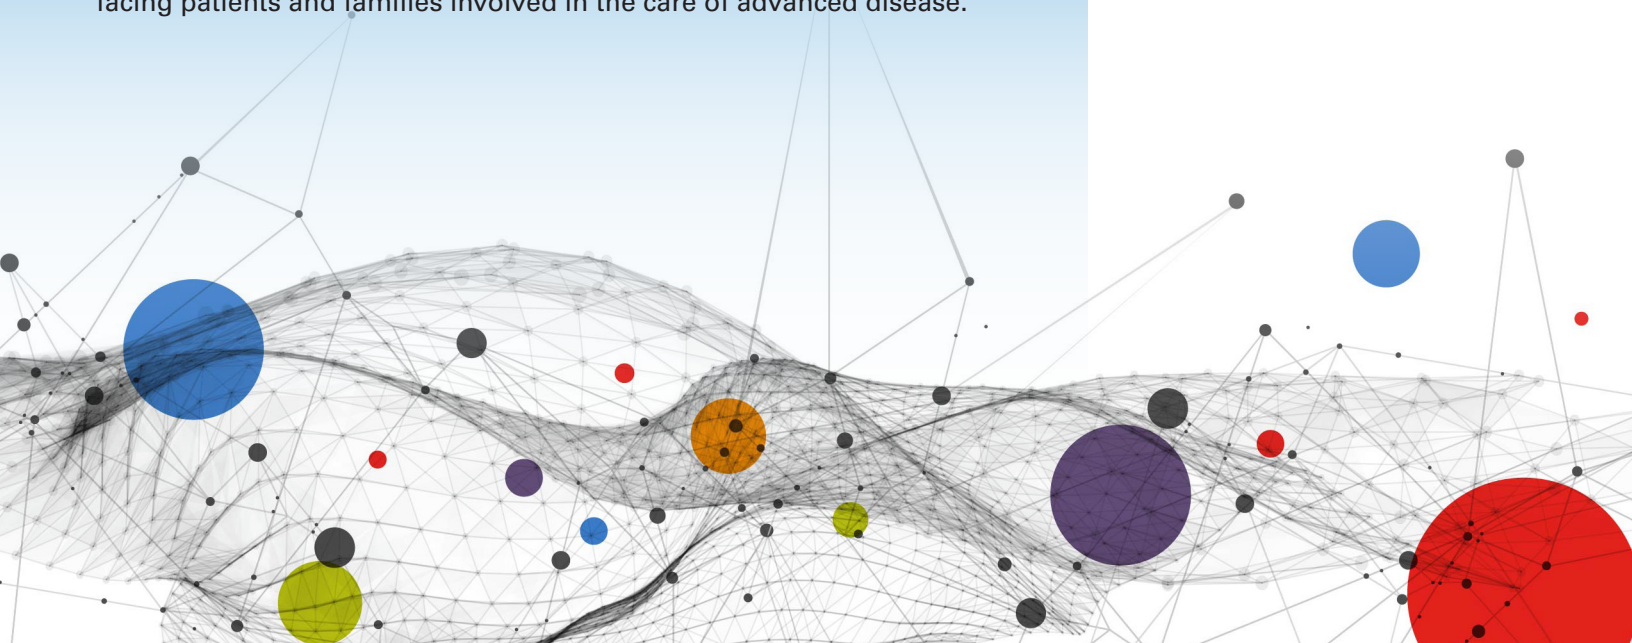 facing patients and families involved in the care of advanced disease.